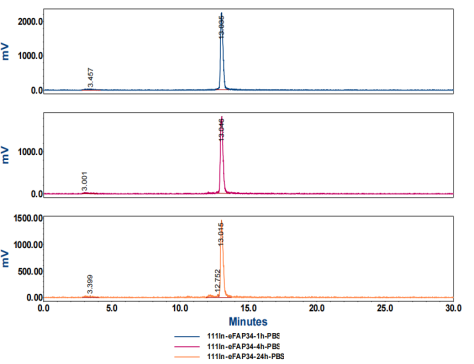 2000.0
1000.0
0.0
mV
3.457
13.035
1000.0
0.0
mV
3.001
13.046
1500.00
1000.00
500.00
0.00
mV
3.399
12.752
13.015
0.0 5.0 10.0 15.0 20.0 25.0 30.0
Minutes
111In-eFAP34-1h-PBS
111In-eFAP34-4h-PBS
111In-eFAP34-24h-PBS